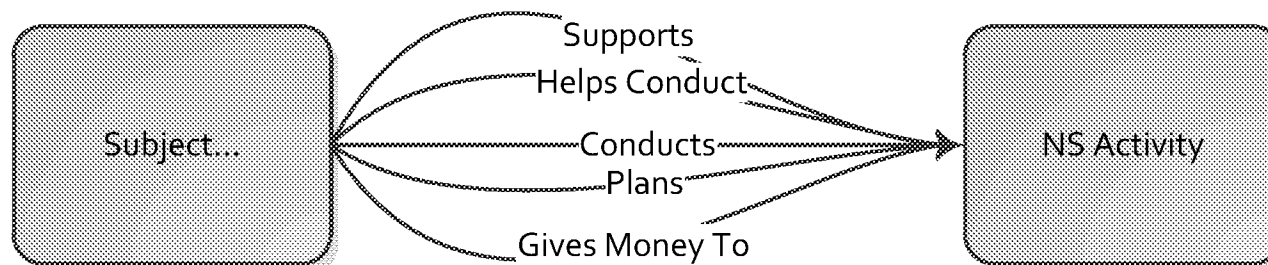 Subject...
Supports
Helps Conduct
Conducts
Plans
Gives Money To
NS Activity